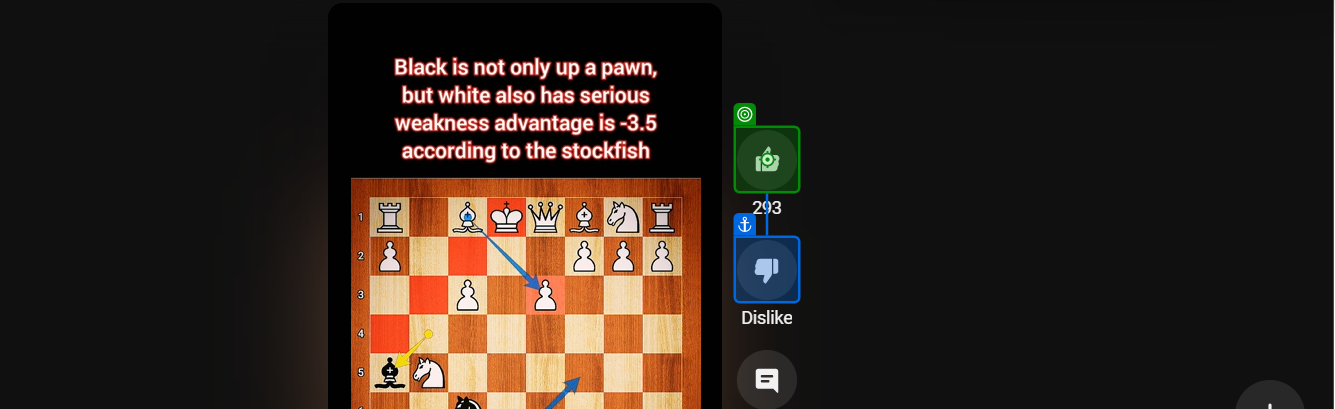 Black is not only up a pawn,
but white also has serious
weakness advantage is -3.5
according to the stockfish
293
Dislike
1
2
3
4
5